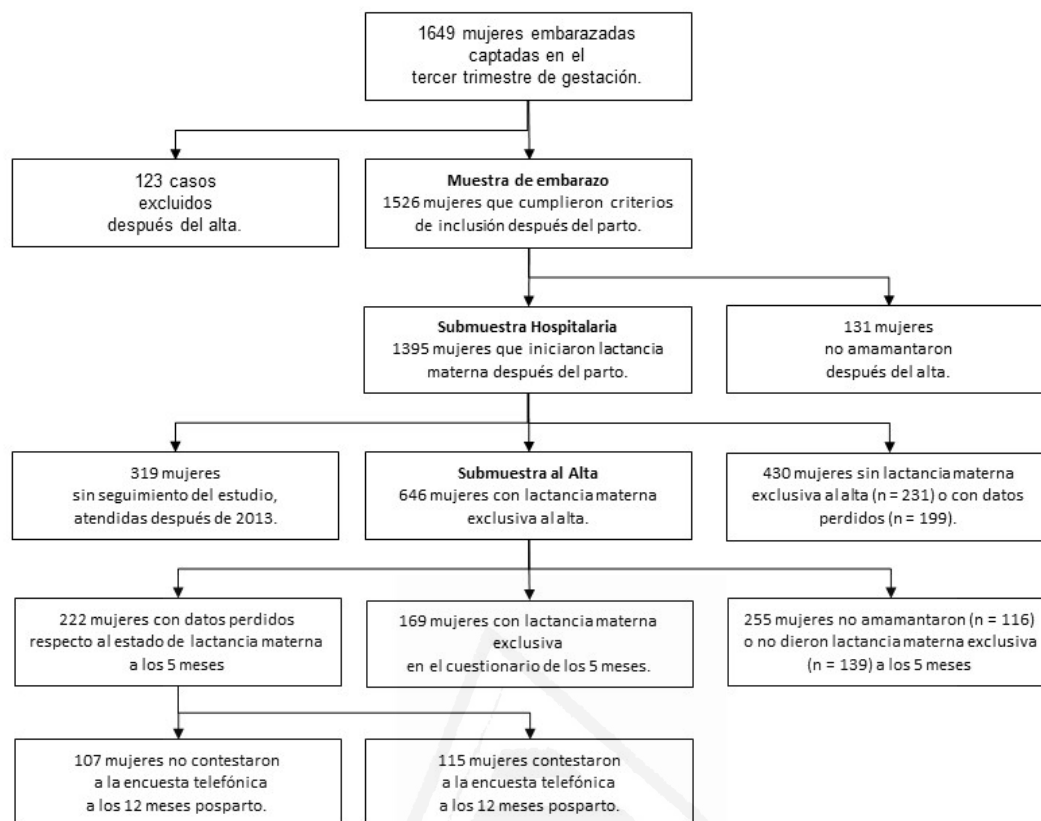 1649 mujeres embarazadas
captadas en el
tercer trimestre de gestación.
123 casos
excluidos
después del alta.
Muestra de embarazo
1526 mujeres que cumplieron criterios
de inclusión después del parto.
Submuestra Hospitalaria
1395 mujeres que iniciaron lactancia
materna después del parto.
131 mujeres
no amamantaron
después del alta.
319 mujeres
sin seguimiento del estudio,
atendidas después de 2013.
Submuestra al Alta
646 mujeres con lactancia materna
exclusiva al alta.
430 mujeres sin lactancia materna
exclusiva al alta (n = 231) o con datos
perdidos (n = 199).
222 mujeres con datos perdidos
respecto al estado de lactancia materna
a los 5 meses
169 mujeres con lactancia materna
exclusiva
en el cuestionario de los 5 meses.
255 mujeres no amamantaron (n = 116)
o no dieron lactancia materna exclusiva
(n = 139) a los 5 meses
107 mujeres no contestaron
a la encuesta telefónica
a los 12 meses posparto.
115 mujeres contestaron
a la encuesta telefónica
a los 12 meses posparto.